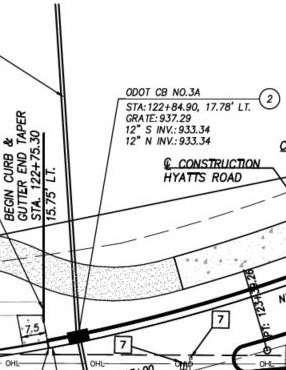 ODOT CB NO.3A
STA:122+84.90, 17.78' LT.
GRATE: 937.29
12" S INV.: 933.34
12" N INV.: 933.34
2
℄ CONSTRUCTION
HYATTS ROAD
BEGIN CURB &
GUTTER END TAPER
STA. 122+75.30
15.75' LT.
7.5
7
7
OHL
OHL
OHL
OHL